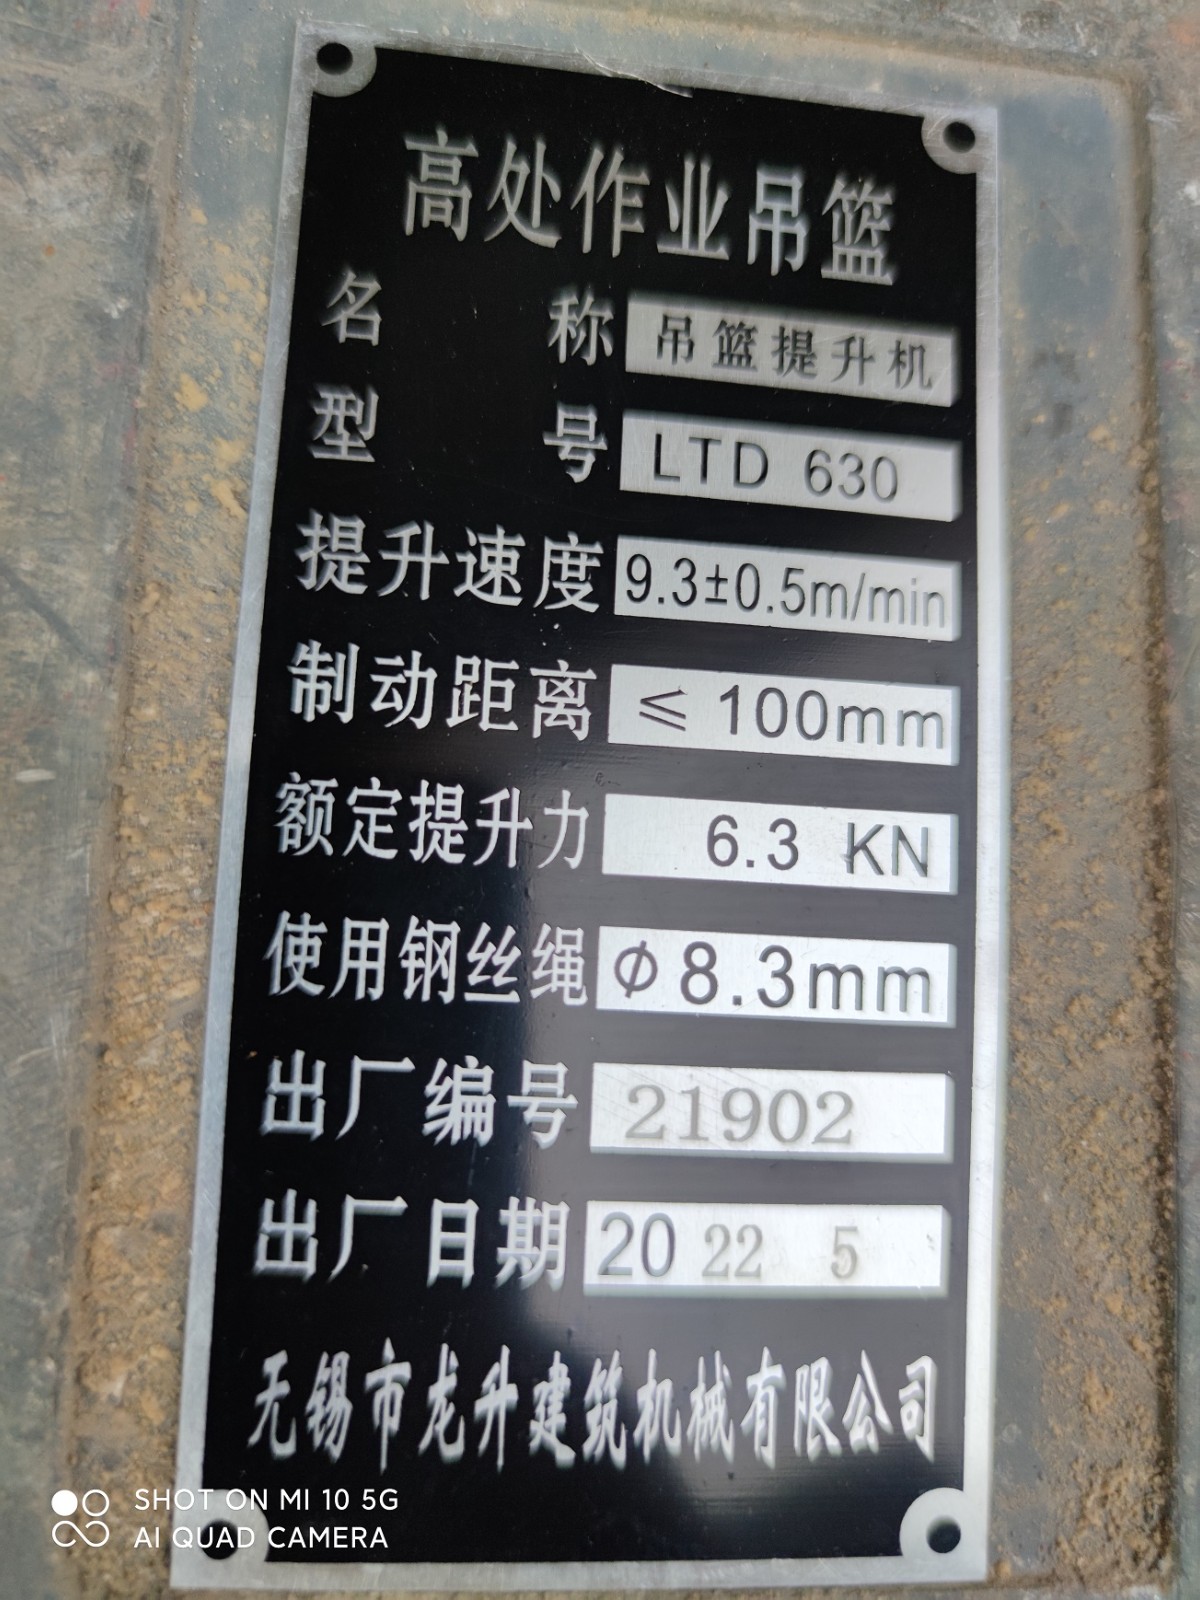 高处作业吊篮
名称 吊篮提升机
型号 LTD 630
提升速度 9.3±0.5m/min
制动距离 ≤100mm
额定提升力 6.3 KN
使用钢丝绳 φ8.3mm
出厂编号 21902
出厂日期 2022 5
无锡市龙升建筑机械有限公司
SHOT ON MI 10 5G
AI QUAD CAMERA